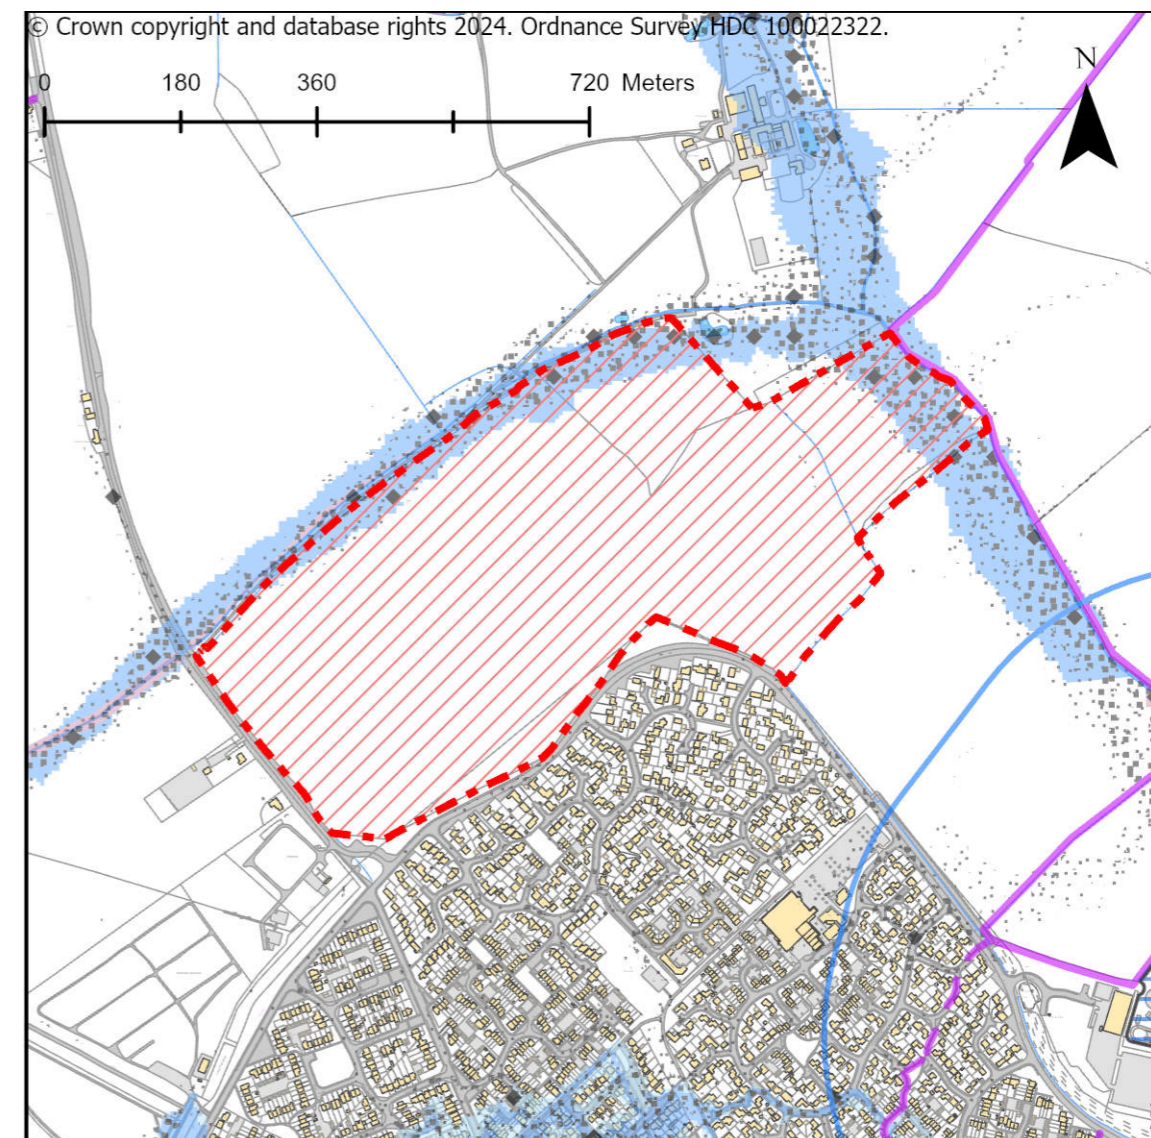 © Crown copyright and database rights 2024. Ordnance Survey HDC 100022322.
0 180 360 720 Meters
N